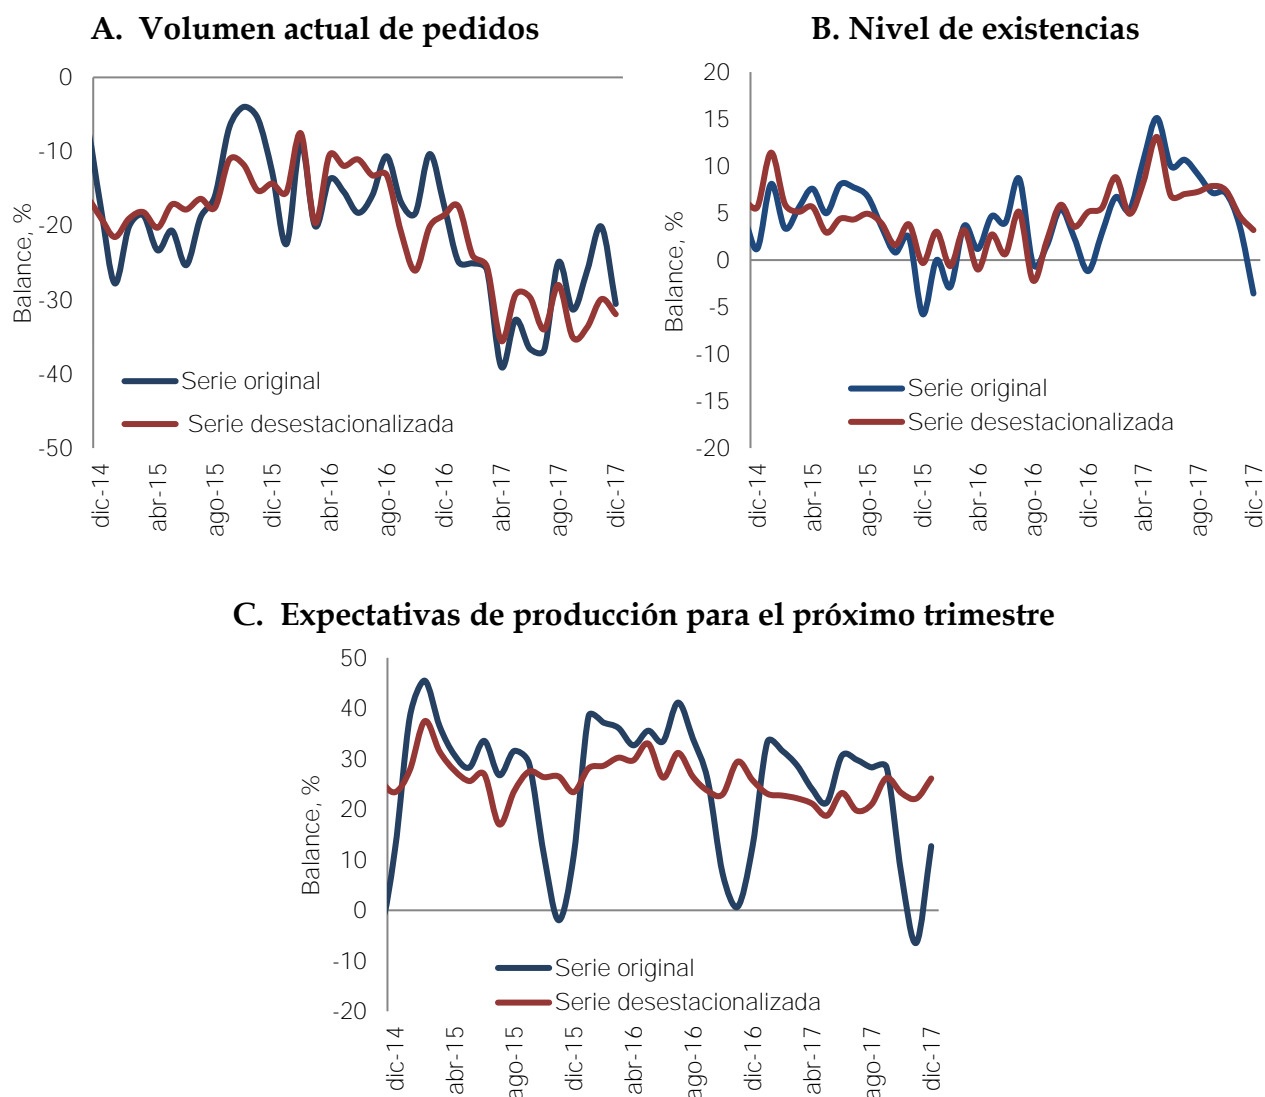 A. Volumen actual de pedidos
0
-10
-20
-30
-40
-50
Balance, %
Serie original
Serie desestacionalizada
dic-14
abr-15
ago-15
dic-15
abr-16
ago-16
dic-16
abr-17
ago-17
dic-17
B. Nivel de existencias
20
15
10
5
0
-5
-10
-15
-20
Balance, %
Serie original
Serie desestacionalizada
dic-14
abr-15
ago-15
dic-15
abr-16
ago-16
dic-16
abr-17
ago-17
dic-17
C. Expectativas de producción para el próximo trimestre
50
40
30
20
10
0
-10
-20
Balance, %
Serie original
Serie desestacionalizada
dic-14
abr-15
ago-15
dic-15
abr-16
ago-16
dic-16
abr-17
ago-17
dic-17